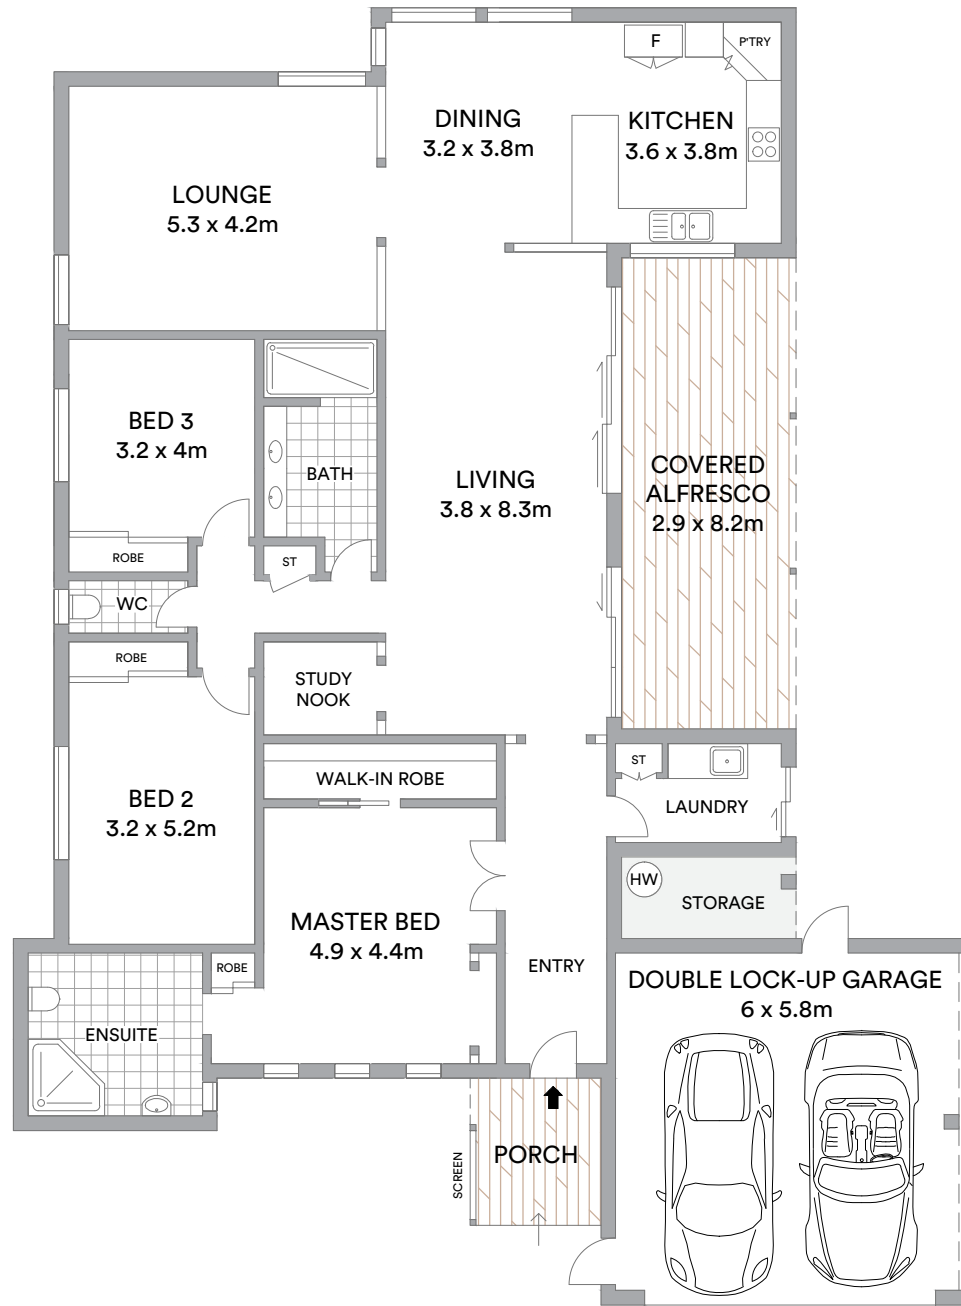 F
P'TRY
DINING
3.2 x 3.8m
KITCHEN
3.6 x 3.8m
LOUNGE
5.3 x 4.2m
BED 3
3.2 x 4m
BATH
LIVING
3.8 x 8.3m
COVERED
ALFRESCO
2.9 x 8.2m
ROBE
ST
WC
ROBE
STUDY
NOOK
WALK-IN ROBE
ST
LAUNDRY
BED 2
3.2 x 5.2m
HW
STORAGE
MASTER BED
4.9 x 4.4m
ROBE
ENTRY
DOUBLE LOCK-UP GARAGE
6 x 5.8m
ENSUITE
PORCH
SCREEN